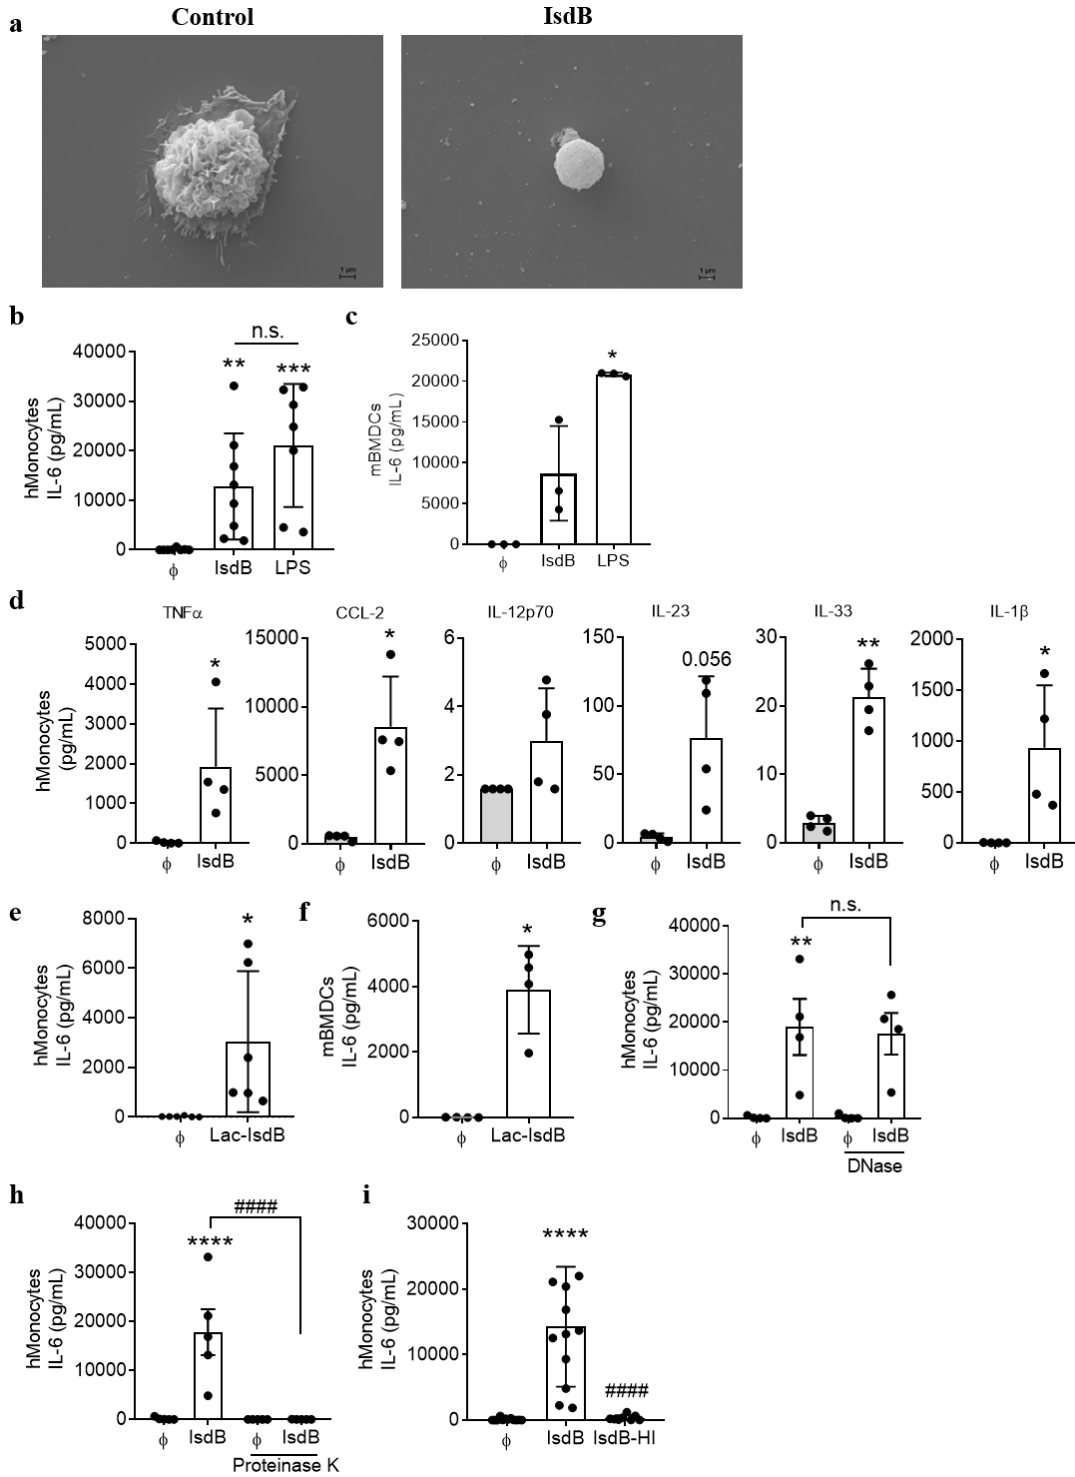 a
Control
IsdB
1 µm
1 µm
b
n.s.
**
***
40000
30000
20000
10000
0
hMonocytes
IL-6 (pg/mL)
ϕ
IsdB
LPS
c
*
25000
20000
15000
10000
5000
0
mBMDCs
IL-6 (pg/mL)
ϕ
IsdB
LPS
d
hMonocytes
(pg/mL)
TNFα
*
5000
4000
3000
2000
1000
0
ϕ
IsdB
CCL-2
*
15000
10000
5000
0
ϕ
IsdB
IL-12p70
6
4
2
0
ϕ
IsdB
IL-23
0.056
150
100
50
0
ϕ
IsdB
IL-33
**
30
20
10
0
ϕ
IsdB
IL-1β
*
2000
1500
1000
500
0
ϕ
IsdB
e
*
8000
6000
4000
2000
0
hMonocytes
IL-6 (pg/mL)
ϕ
Lac-IsdB
f
*
6000
4000
2000
0
mBMDCs
IL-6 (pg/mL)
ϕ
Lac-IsdB
g
n.s.
**
40000
30000
20000
10000
0
hMonocytes
IL-6 (pg/mL)
ϕ
IsdB
ϕ
IsdB
DNase
h
####
****
40000
30000
20000
10000
0
hMonocytes
IL-6 (pg/mL)
ϕ
IsdB
ϕ
IsdB
Proteinase K
i
****
####
30000
20000
10000
0
hMonocytes
IL-6 (pg/mL)
ϕ
IsdB
IsdB-HI